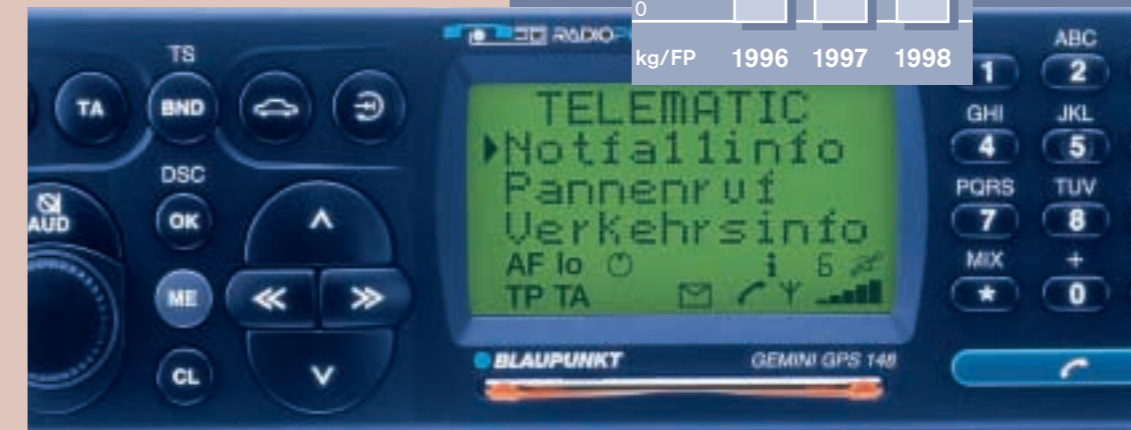 0
kg/FP 1996 1997 1998
TS
TA
BND
DSC
AUD
OK
ME
CL
RADIO
TELEMATIC
Notfallinfo
Pannenruf
Verkehrsinfo
AF lo i 6
TP TA
BLAUPUNKT GEMINI GPS 148
ABC
1 2
GHI JKL
4 5
PQRS TUV
7 8
MIX +
* 0